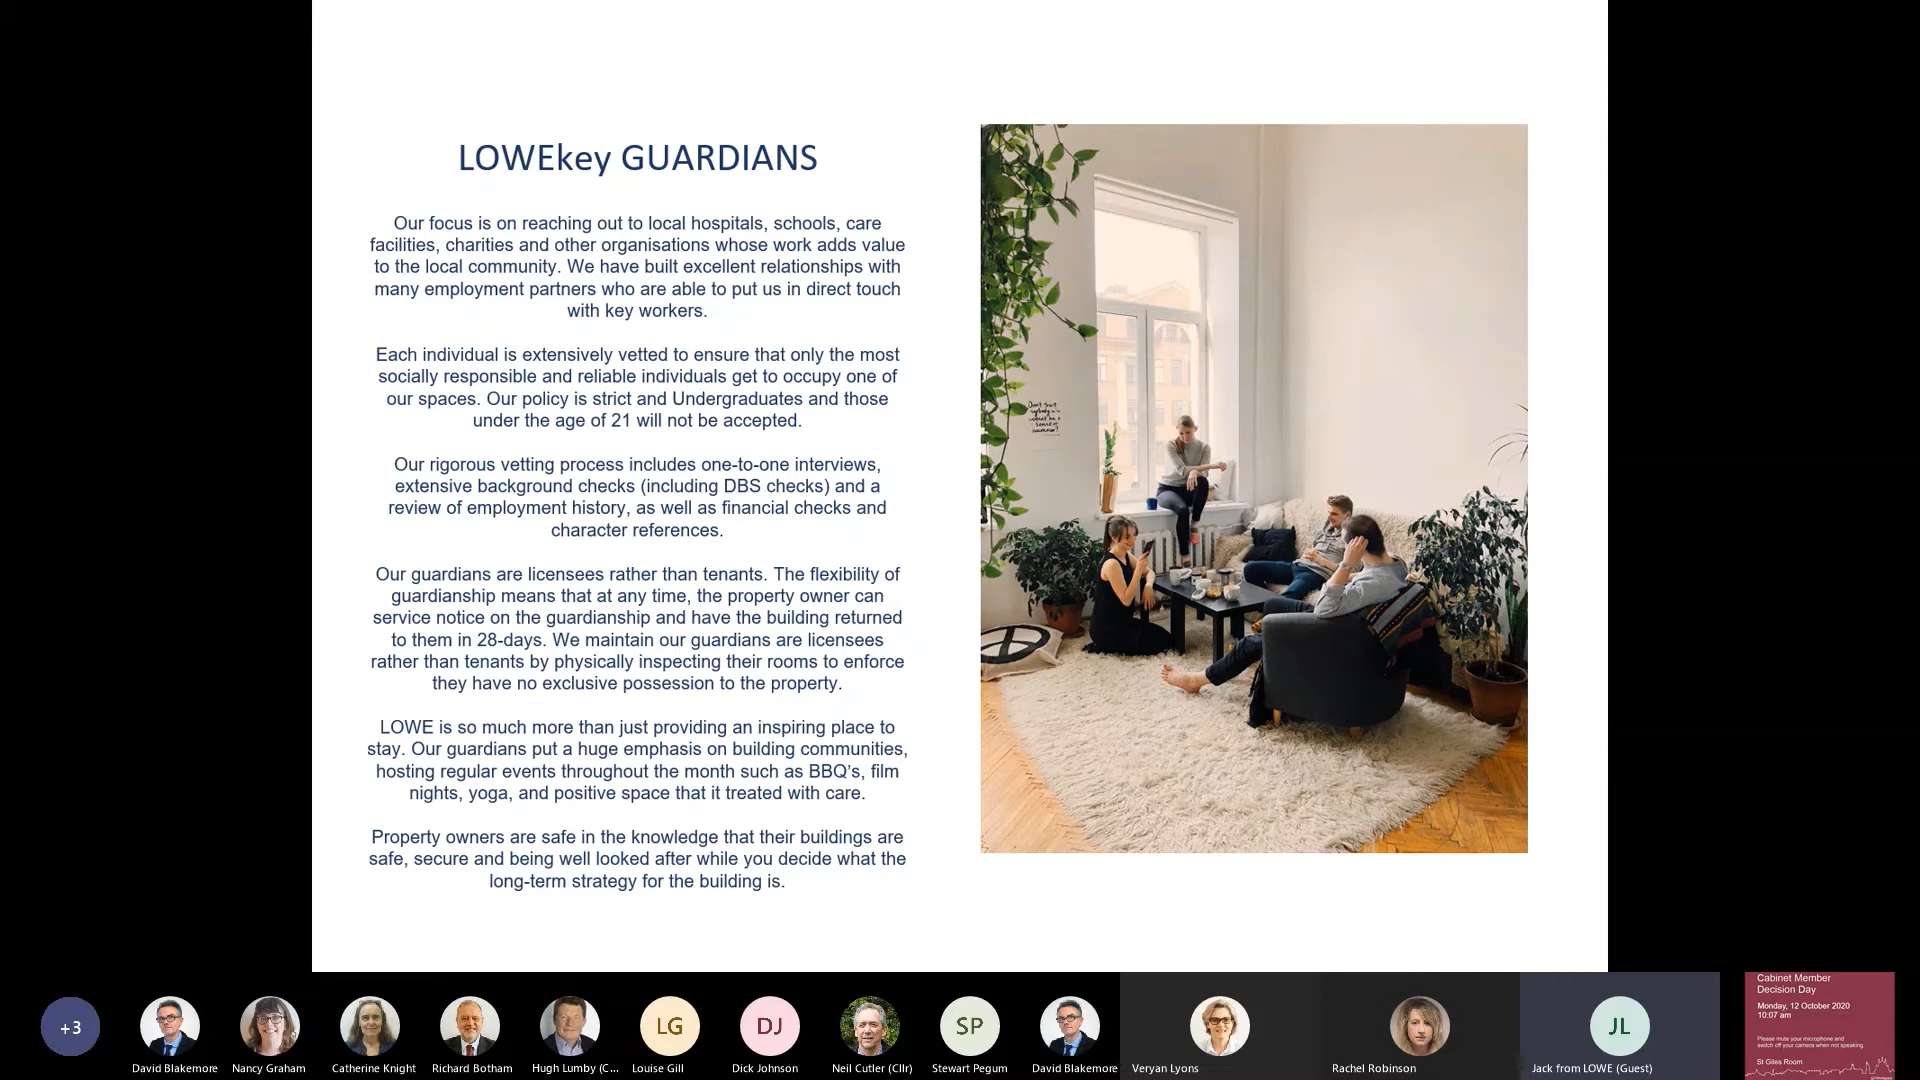 LOWEkey GUARDIANS
Our focus is on reaching out to local hospitals, schools, care
facilities, charities and other organisations whose work adds value
to the local community. We have built excellent relationships with
many employment partners who are able to put us in direct touch
with key workers.
Each individual is extensively vetted to ensure that only the most
socially responsible and reliable individuals get to occupy one of
our spaces. Our policy is strict and Undergraduates and those
under the age of 21 will not be accepted.
Our rigorous vetting process includes one-to-one interviews,
extensive background checks (including DBS checks) and a
review of employment history, as well as financial checks and
character references.
Our guardians are licensees rather than tenants. The flexibility of
guardianship means that at any time, the property owner can
service notice on the guardianship and have the building returned
to them in 28-days. We maintain our guardians are licensees
rather than tenants by physically inspecting their rooms to enforce
they have no exclusive possession to the property.
LOWE is so much more than just providing an inspiring place to
stay. Our guardians put a huge emphasis on building communities,
hosting regular events throughout the month such as BBQ's, film
nights, yoga, and positive space that it treated with care.
Property owners are safe in the knowledge that their buildings are
safe, secure and being well looked after while you decide what the
long-term strategy for the building is.
+3
LG
DJ
SP
JL
David Blakemore
Nancy Graham
Catherine Knight
Richard Botham
Hugh Lumby (C...
Louise Gill
Dick Johnson
Neil Cutler (Cllr)
Stewart Pegum
David Blakemore
Veryan Lyons
Rachel Robinson
Jack from LOWE (Guest)
Cabinet Member
Decision Day
Monday, 12 October 2020
10:07 am
Please mute your microphone and
switch off your camera when not speaking
St Giles Room